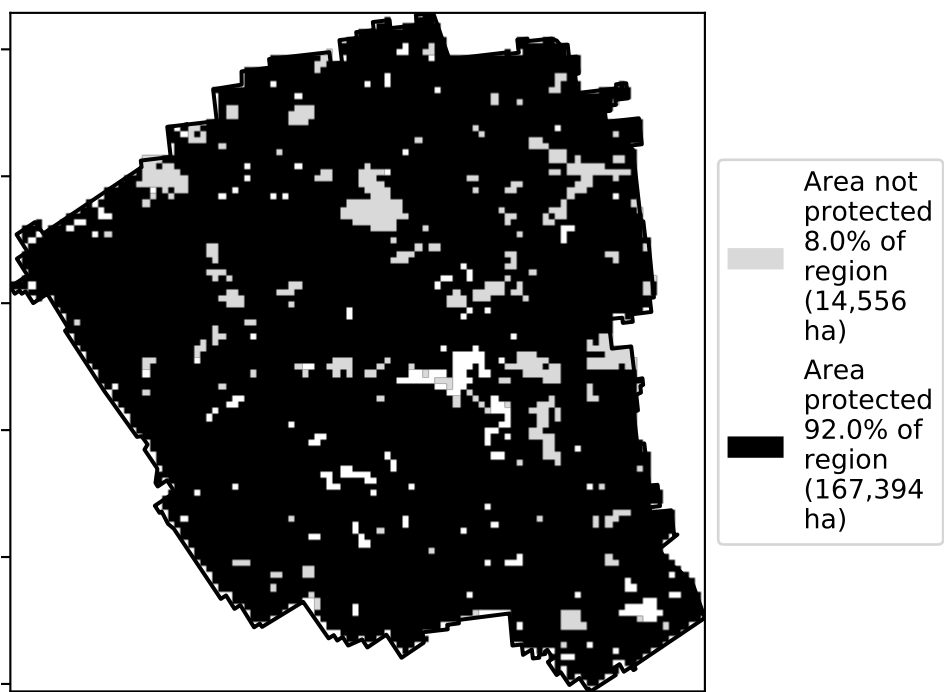 Area not
protected
8.0% of
region
(14,556
ha)
Area
protected
92.0% of
region
(167,394
ha)